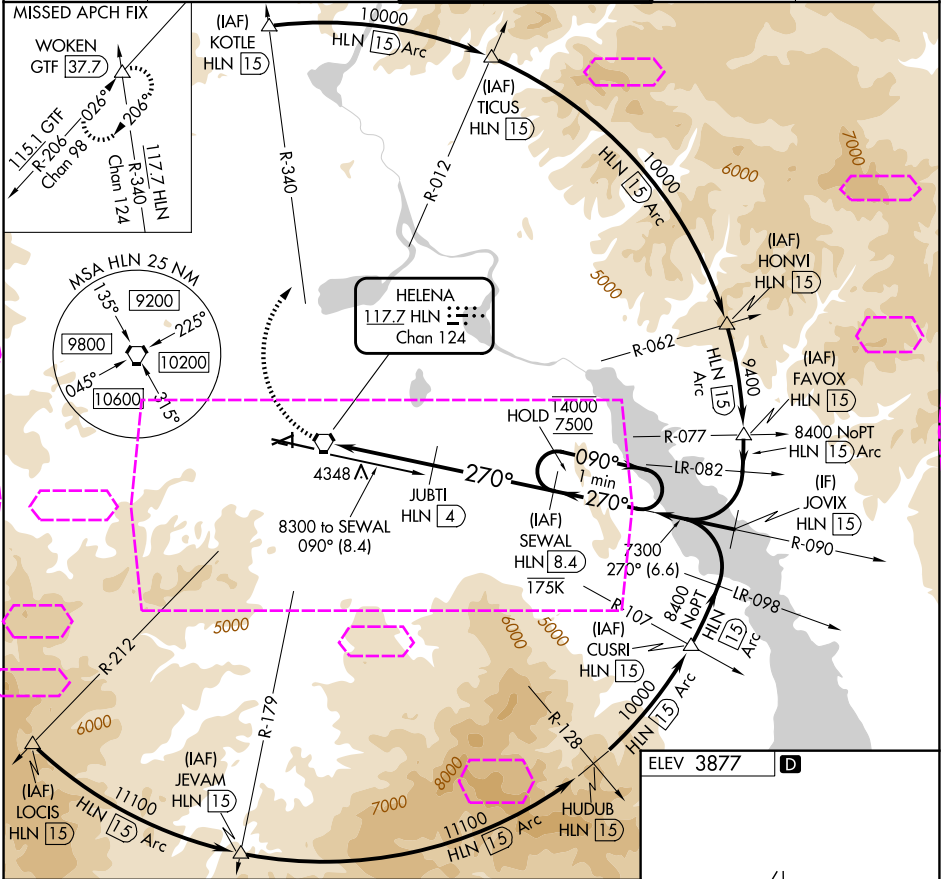 MISSED APCH FIX
WOKEN
GTF 37.7
026°
206°
115.1 GTF
R-206
Chan 98
117.7 HLN
R-340
Chan 124
(IAF)
KOTLE
HLN 15
10000
HLN 15 Arc
(IAF)
TICUS
HLN 15
R-340
R-012
10000
HLN 15 Arc
6000
7000
5000
(IAF)
HONVI
HLN 15
R-062
9400
HLN 15
Arc
(IAF)
FAVOX
HLN 15
R-077
8400 NoPT
HLN 15 Arc
MSA HLN 25 NM
135°
9200
225°
9800
10200
045°
10600
315°
HELENA
117.7 HLN
Chan 124
HOLD
14000
7500
090°
1 min
270°
LR-082
270°
4348
JUBTI
HLN 4
8300 to SEWAL
090° (8.4)
(IAF)
SEWAL
HLN 8.4
175K
(IF)
JOVIX
HLN 15
R-090
7300
270° (6.6)
LR-098
R-107
8400
NoPT
HLN 15
Arc
(IAF)
CUSRI
HLN 15
5000
6000
5000
R-212
R-179
6000
10000
HLN 15 Arc
R-128
(IAF)
LOCIS
HLN 15
11100
HLN 15 Arc
(IAF)
JEVAM
HLN 15
7000
8000
11100
HLN 15 Arc
HUDUB
HLN 15
ELEV 3877
D